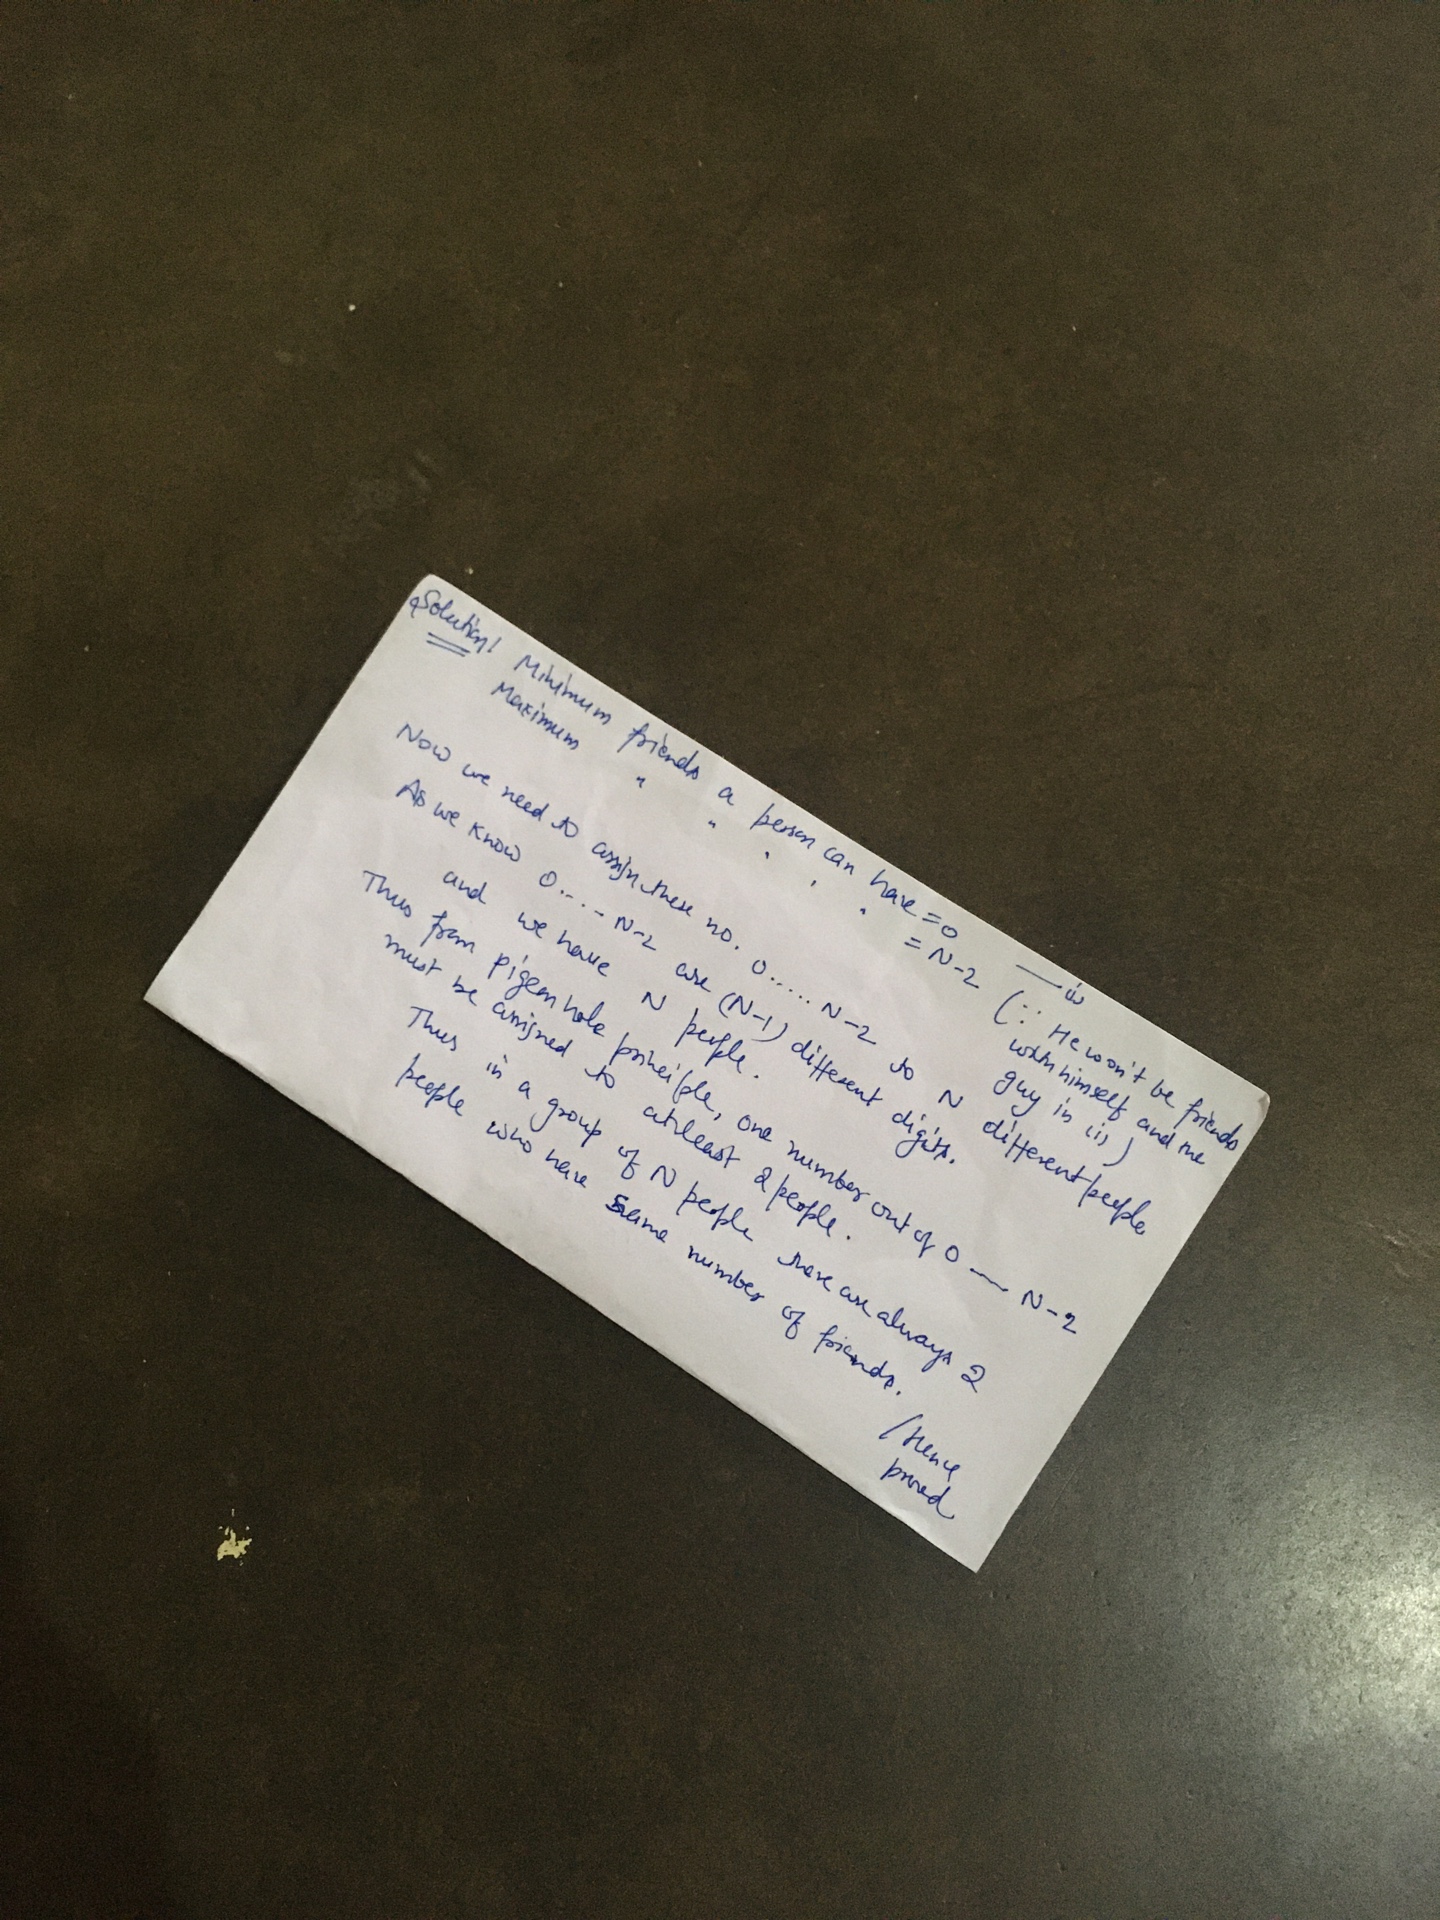 Solution! Minimum friends a person can have = 0 —(i)
Maximum " " " " " = N-2 (∵ He won't be friends
with himself and the
guy in (i))
Now we need to assign these no. 0.....N-2 to N different people
As we know 0....N-2 are (N-1) different digits.
and we have N people.
Thus from pigeon hole principle, one number out of 0 — N-2
must be assigned to atleast 2 people.
Thus in a group of N people there are always 2
people who have same number of friends.
Hence
proved